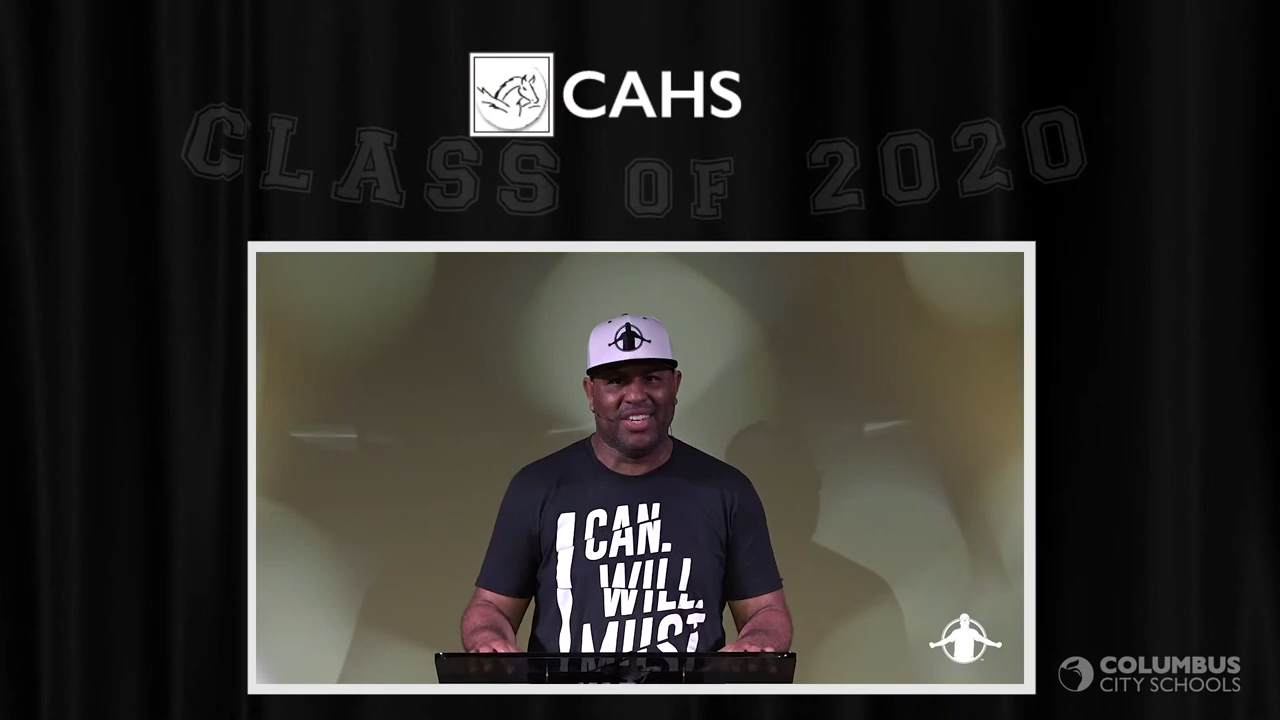 CAHS
CLASS OF 2020
I CAN.
WILL.
MUST
COLUMBUS
CITY SCHOOLS